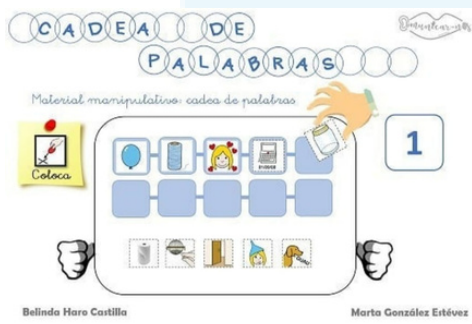 CADEA DE
PALABRAS
Material manipulativo: cadea de palabras
Coloca
1
Belinda Haro Castilla
Marta González Estévez